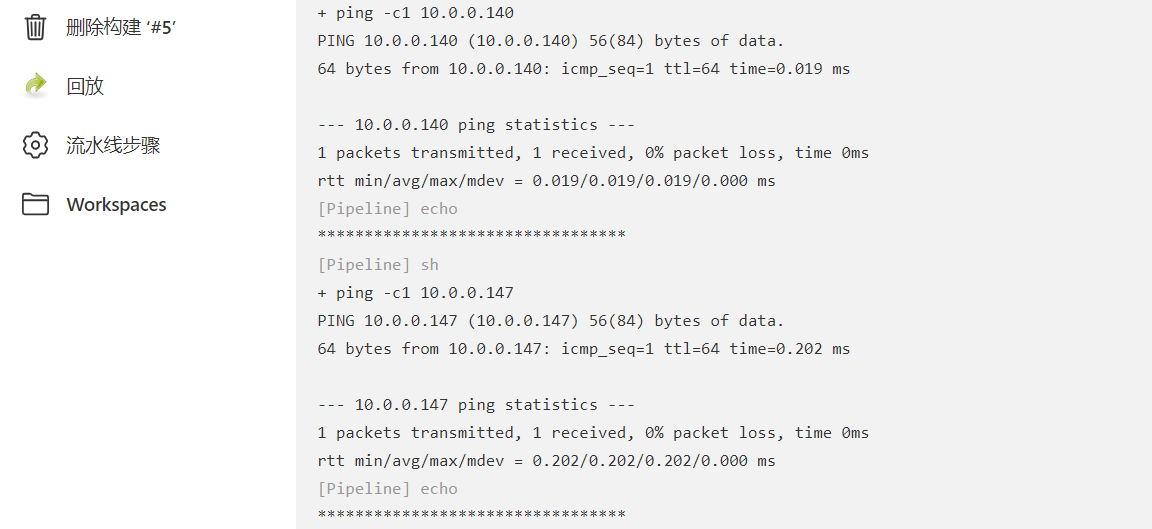 删除构建 ‘#5’
回放
流水线步骤
Workspaces
+ ping -c1 10.0.0.140
PING 10.0.0.140 (10.0.0.140) 56(84) bytes of data.
64 bytes from 10.0.0.140: icmp_seq=1 ttl=64 time=0.019 ms
--- 10.0.0.140 ping statistics ---
1 packets transmitted, 1 received, 0% packet loss, time 0ms
rtt min/avg/max/mdev = 0.019/0.019/0.019/0.000 ms
[Pipeline] echo
*********************************
[Pipeline] sh
+ ping -c1 10.0.0.147
PING 10.0.0.147 (10.0.0.147) 56(84) bytes of data.
64 bytes from 10.0.0.147: icmp_seq=1 ttl=64 time=0.202 ms
--- 10.0.0.147 ping statistics ---
1 packets transmitted, 1 received, 0% packet loss, time 0ms
rtt min/avg/max/mdev = 0.202/0.202/0.202/0.000 ms
[Pipeline] echo
*********************************